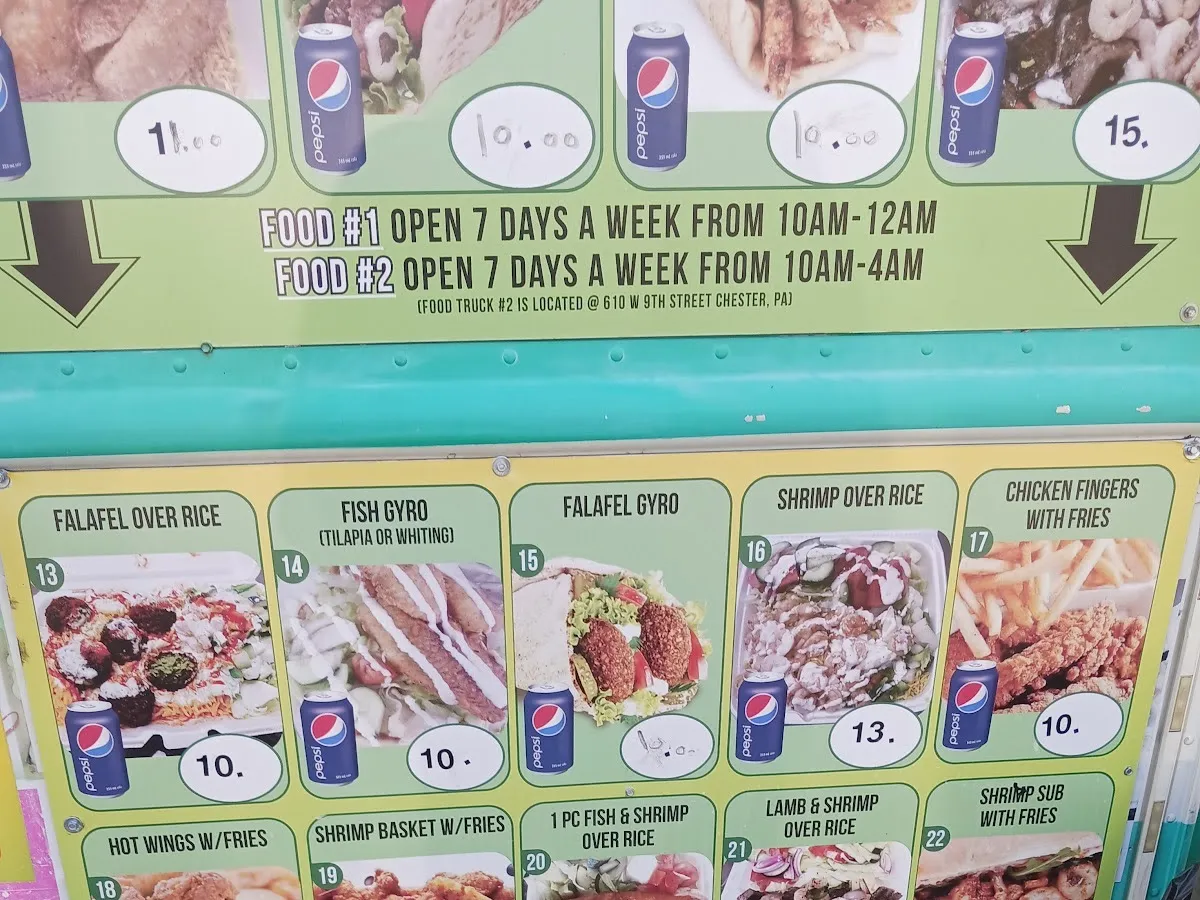 pepsi
pepsi
pepsi
10.00
10.00
15.
FOOD #1 OPEN 7 DAYS A WEEK FROM 10AM-12AM
FOOD #2 OPEN 7 DAYS A WEEK FROM 10AM-4AM
(FOOD TRUCK #2 IS LOCATED @ 610 W 9TH STREET CHESTER, PA)
FALAFEL OVER RICE
13
pepsi
10.
FISH GYRO
(TILAPIA OR WHITING)
14
pepsi
10.
FALAFEL GYRO
15
pepsi
10.00
SHRIMP OVER RICE
16
pepsi
13.
CHICKEN FINGERS
WITH FRIES
17
pepsi
10.
HOT WINGS W/FRIES
18
SHRIMP BASKET W/FRIES
19
1 PC FISH & SHRIMP
OVER RICE
20
LAMB & SHRIMP
OVER RICE
21
SHRIMP SUB
WITH FRIES
22